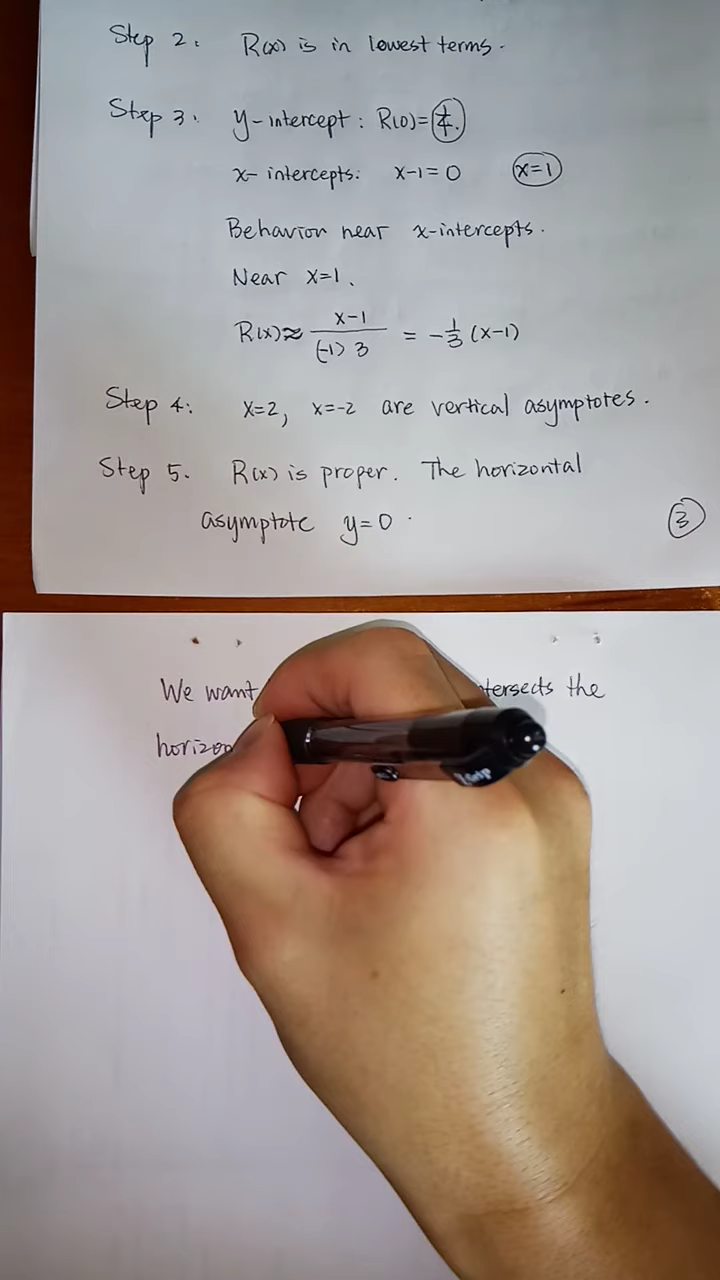 Step 2: R(x) is in lowest terms.
Step 3. y-intercept: R(0)=1/4.
x-intercepts: x-1=0 x=1
Behavior near x-intercepts.
Near x=1.
R(x)≈ x-1/(-1)3 = -1/3 (x-1)
Step 4: x=2, x=-2 are vertical asymptotes.
Step 5. R(x) is proper. The horizontal
asymptote y=0.
3
We want tersects the
horizon